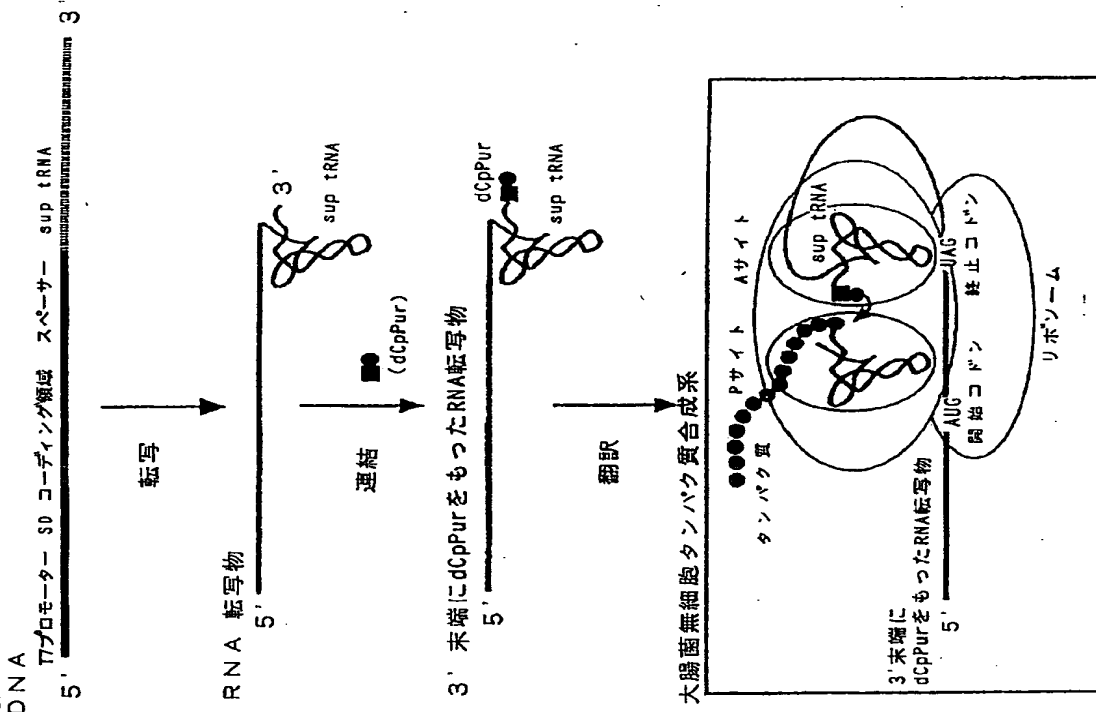 DNA
T7プロモーター SD コーディング領域 スペーサー sup tRNA
5' 3'
転写
RNA 転写物
5' 3'
sup tRNA
連結
(dCpPur)
3' 末端にdCpPurをもったRNA転写物
5' dCpPur
sup tRNA
翻訳
大腸菌無細胞タンパク質合成系
Pサイト Aサイト
タンパク質
sup tRNA
AUG UAG
開始コドン 終止コドン
3'末端に
dCpPurをもったRNA転写物
5'
リボソーム